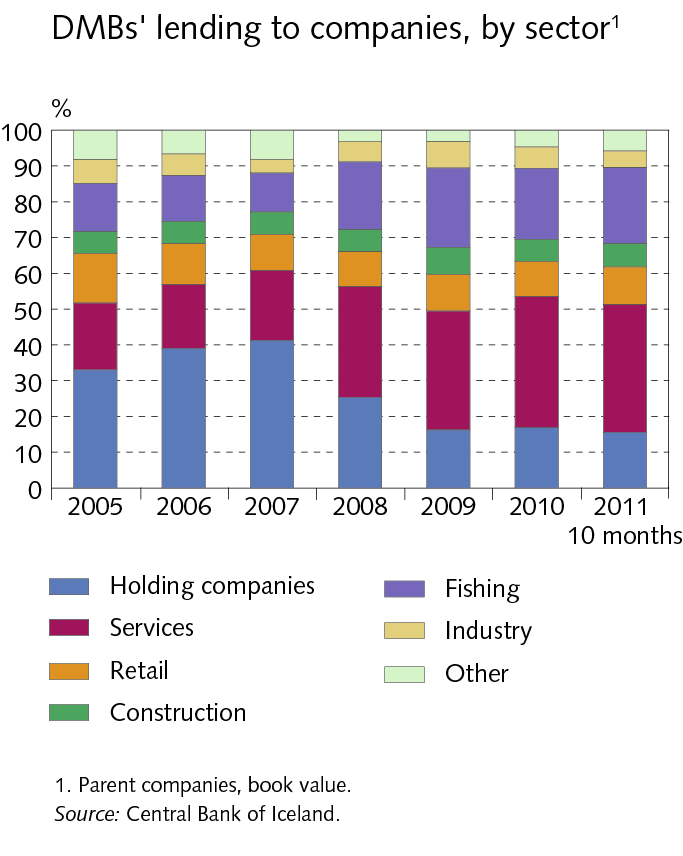 DMBs' lending to companies, by sector¹
%
100
90
80
70
60
50
40
30
20
10
0
2005 2006 2007 2008 2009 2010 2011
10 months
Holding companies
Services
Retail
Construction
Fishing
Industry
Other
1. Parent companies, book value.
Source: Central Bank of Iceland.